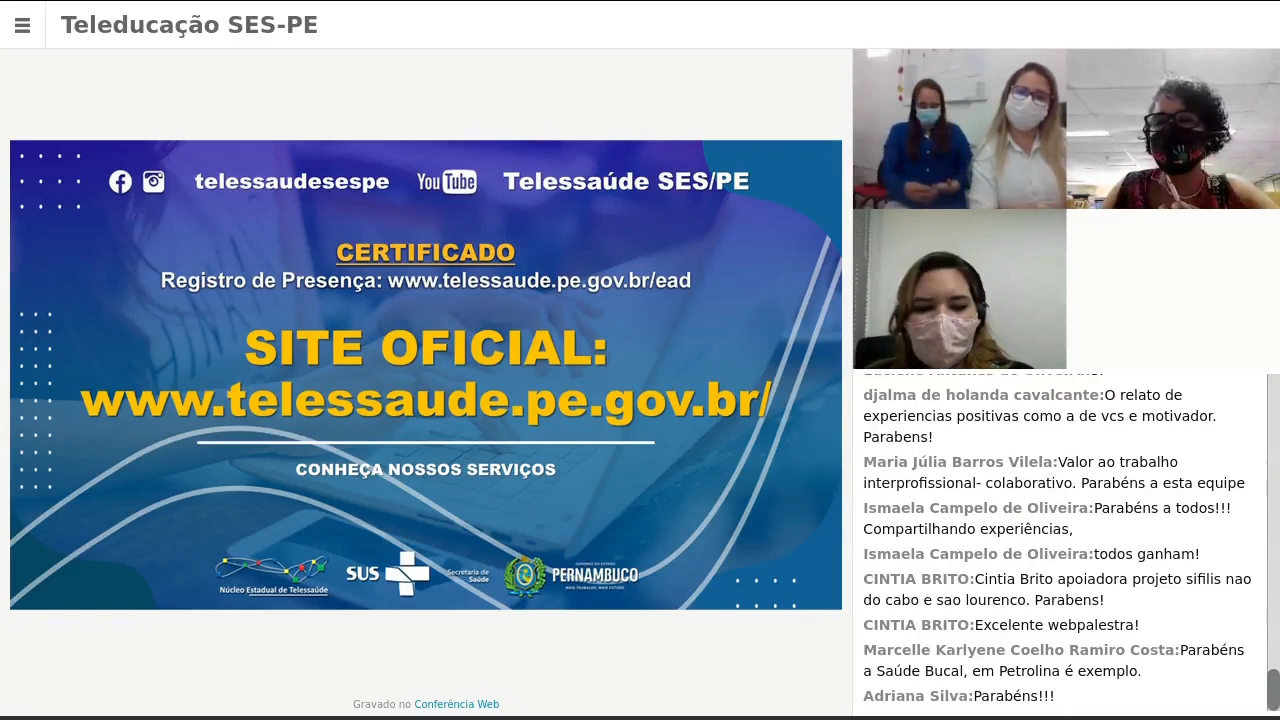 Teleducação SES-PE
telessaudesespe YouTube Telessaúde SES/PE
CERTIFICADO
Registro de Presença: www.telessaude.pe.gov.br/ead
SITE OFICIAL:
www.telessaude.pe.gov.br/
CONHEÇA NOSSOS SERVIÇOS
Núcleo Estadual de Telessaúde
SUS
Secretaria de
Saúde
PERNAMBUCO
Gravado no Conferência Web
djalma de holanda cavalcante:O relato de
experiencias positivas como a de vcs e motivador.
Parabens!
Maria Júlia Barros Vilela:Valor ao trabalho
interprofissional- colaborativo. Parabéns a esta equipe
Ismaela Campelo de Oliveira:Parabéns a todos!!!
Compartilhando experiências,
Ismaela Campelo de Oliveira:todos ganham!
CINTIA BRITO:Cintia Brito apoiadora projeto sifilis nao
do cabo e sao lourenco. Parabens!
CINTIA BRITO:Excelente webpalestra!
Marcelle Karlyene Coelho Ramiro Costa:Parabéns
a Saúde Bucal, em Petrolina é exemplo.
Adriana Silva:Parabéns!!!